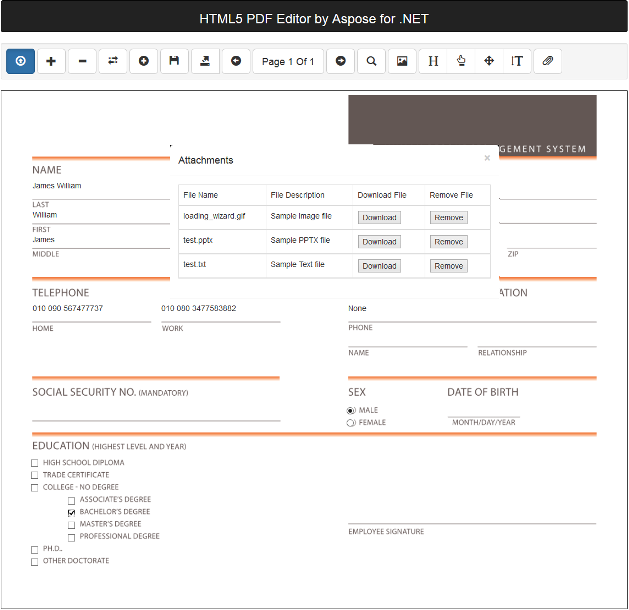 HTML5 PDF Editor by Aspose for .NET
Page 1 Of 1
H
T
GEMENT SYSTEM
Attachments
×
File Name File Description Download File Remove File
loading_wizard.gif Sample Image file Download Remove
test.pptx Sample PPTX file Download Remove
test.txt Sample Text file Download Remove
NAME
James William
LAST
William
FIRST
James
MIDDLE
ZIP
TELEPHONE
ATION
010 090 567477737 010 080 3477583882 None
HOME WORK PHONE
NAME RELATIONSHIP
SOCIAL SECURITY NO. (MANDATORY) SEX DATE OF BIRTH
MALE
FEMALE MONTH/DAY/YEAR
EDUCATION (HIGHEST LEVEL AND YEAR)
HIGH SCHOOL DIPLOMA
TRADE CERTIFICATE
COLLEGE - NO DEGREE
ASSOCIATE'S DEGREE
BACHELOR'S DEGREE
MASTER'S DEGREE
PROFESSIONAL DEGREE
EMPLOYEE SIGNATURE
PH.D..
OTHER DOCTORATE